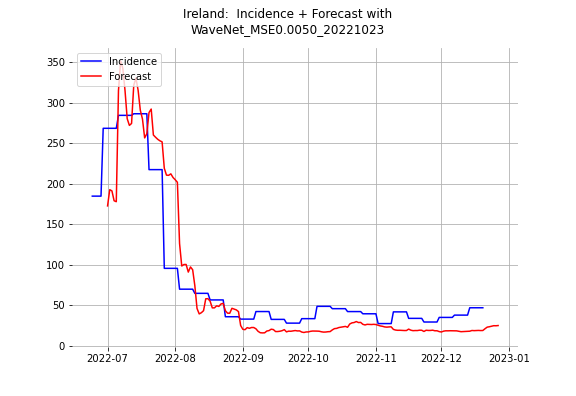 Ireland:  Incidence + Forecast with
WaveNet_MSE0.0050_20221023
Incidence
Forecast
350
300
250
200
150
100
50
0
2022-07 2022-08 2022-09 2022-10 2022-11 2022-12 2023-01